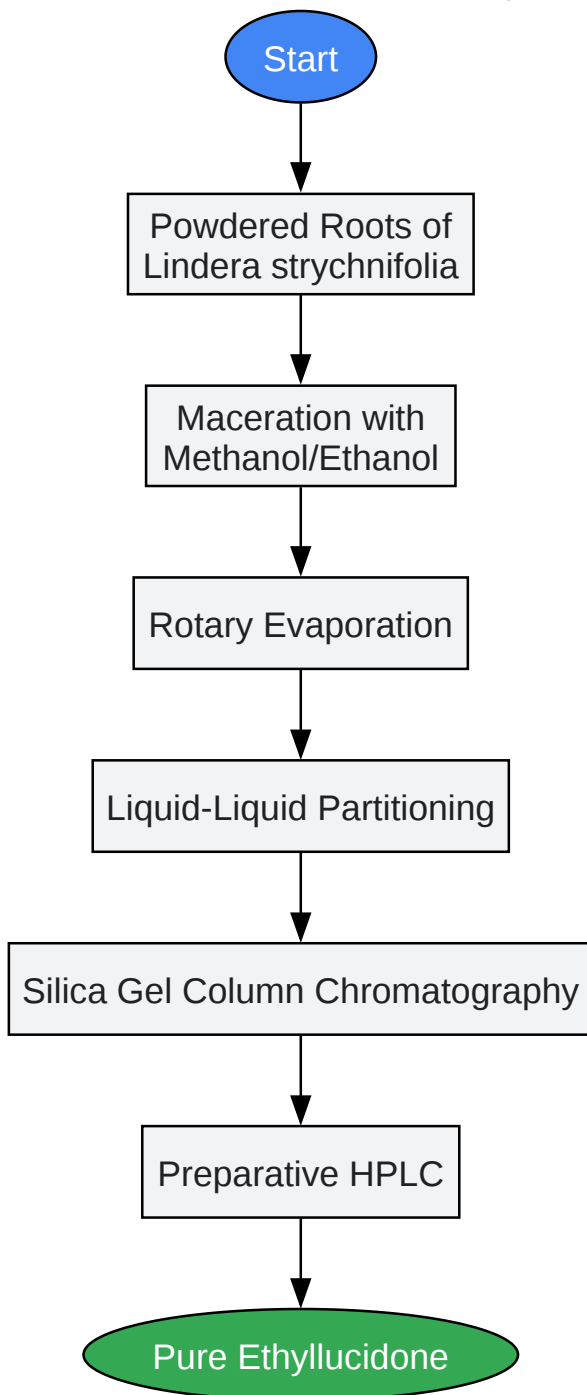 Start
Powdered Roots of
Lindera strychnifolia
Maceration with
Methanol/Ethanol
Rotary Evaporation
Liquid-Liquid Partitioning
Silica Gel Column Chromatography
Preparative HPLC
Pure Ethyllucidone